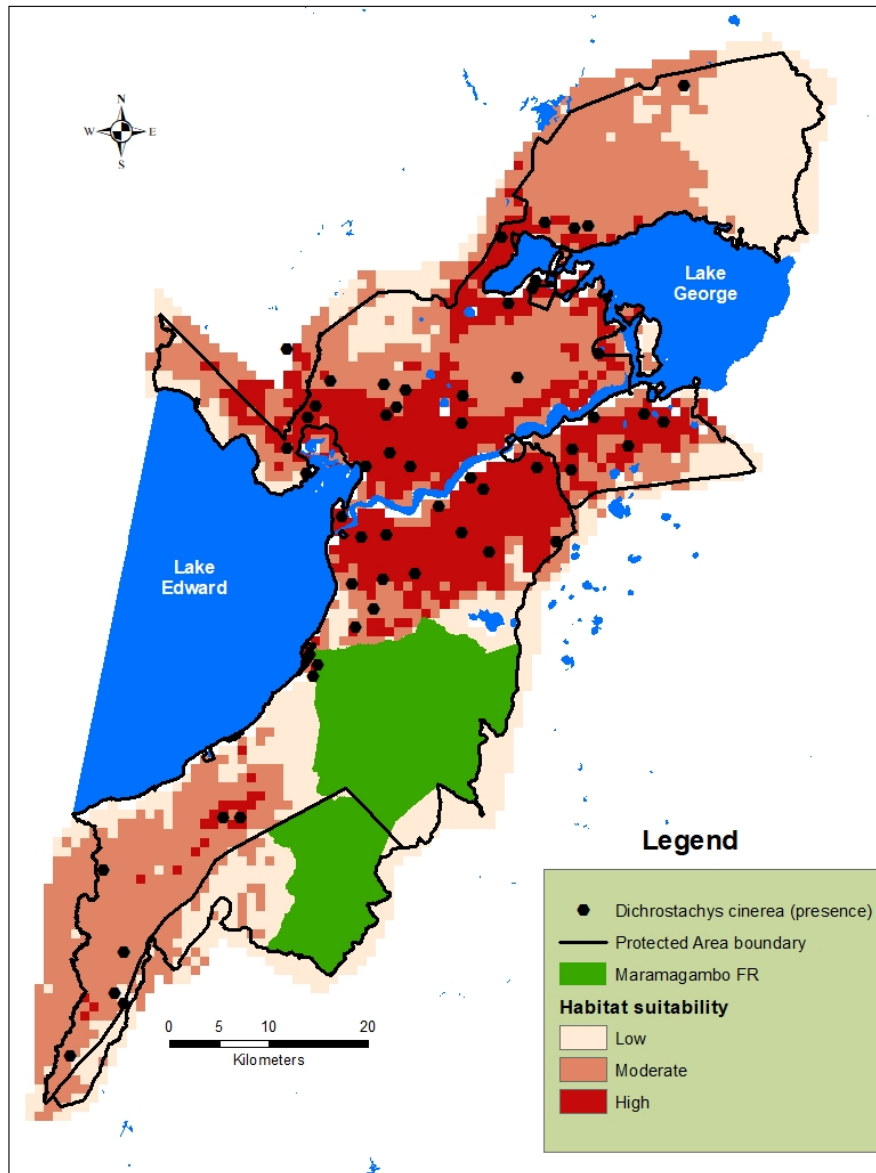 N
W E
S
Lake
George
Lake
Edward
Legend
Dichrostachys cinerea (presence)
Protected Area boundary
Maramagambo FR
Habitat suitability
Low
Moderate
High
0 5 10 20
Kilometers